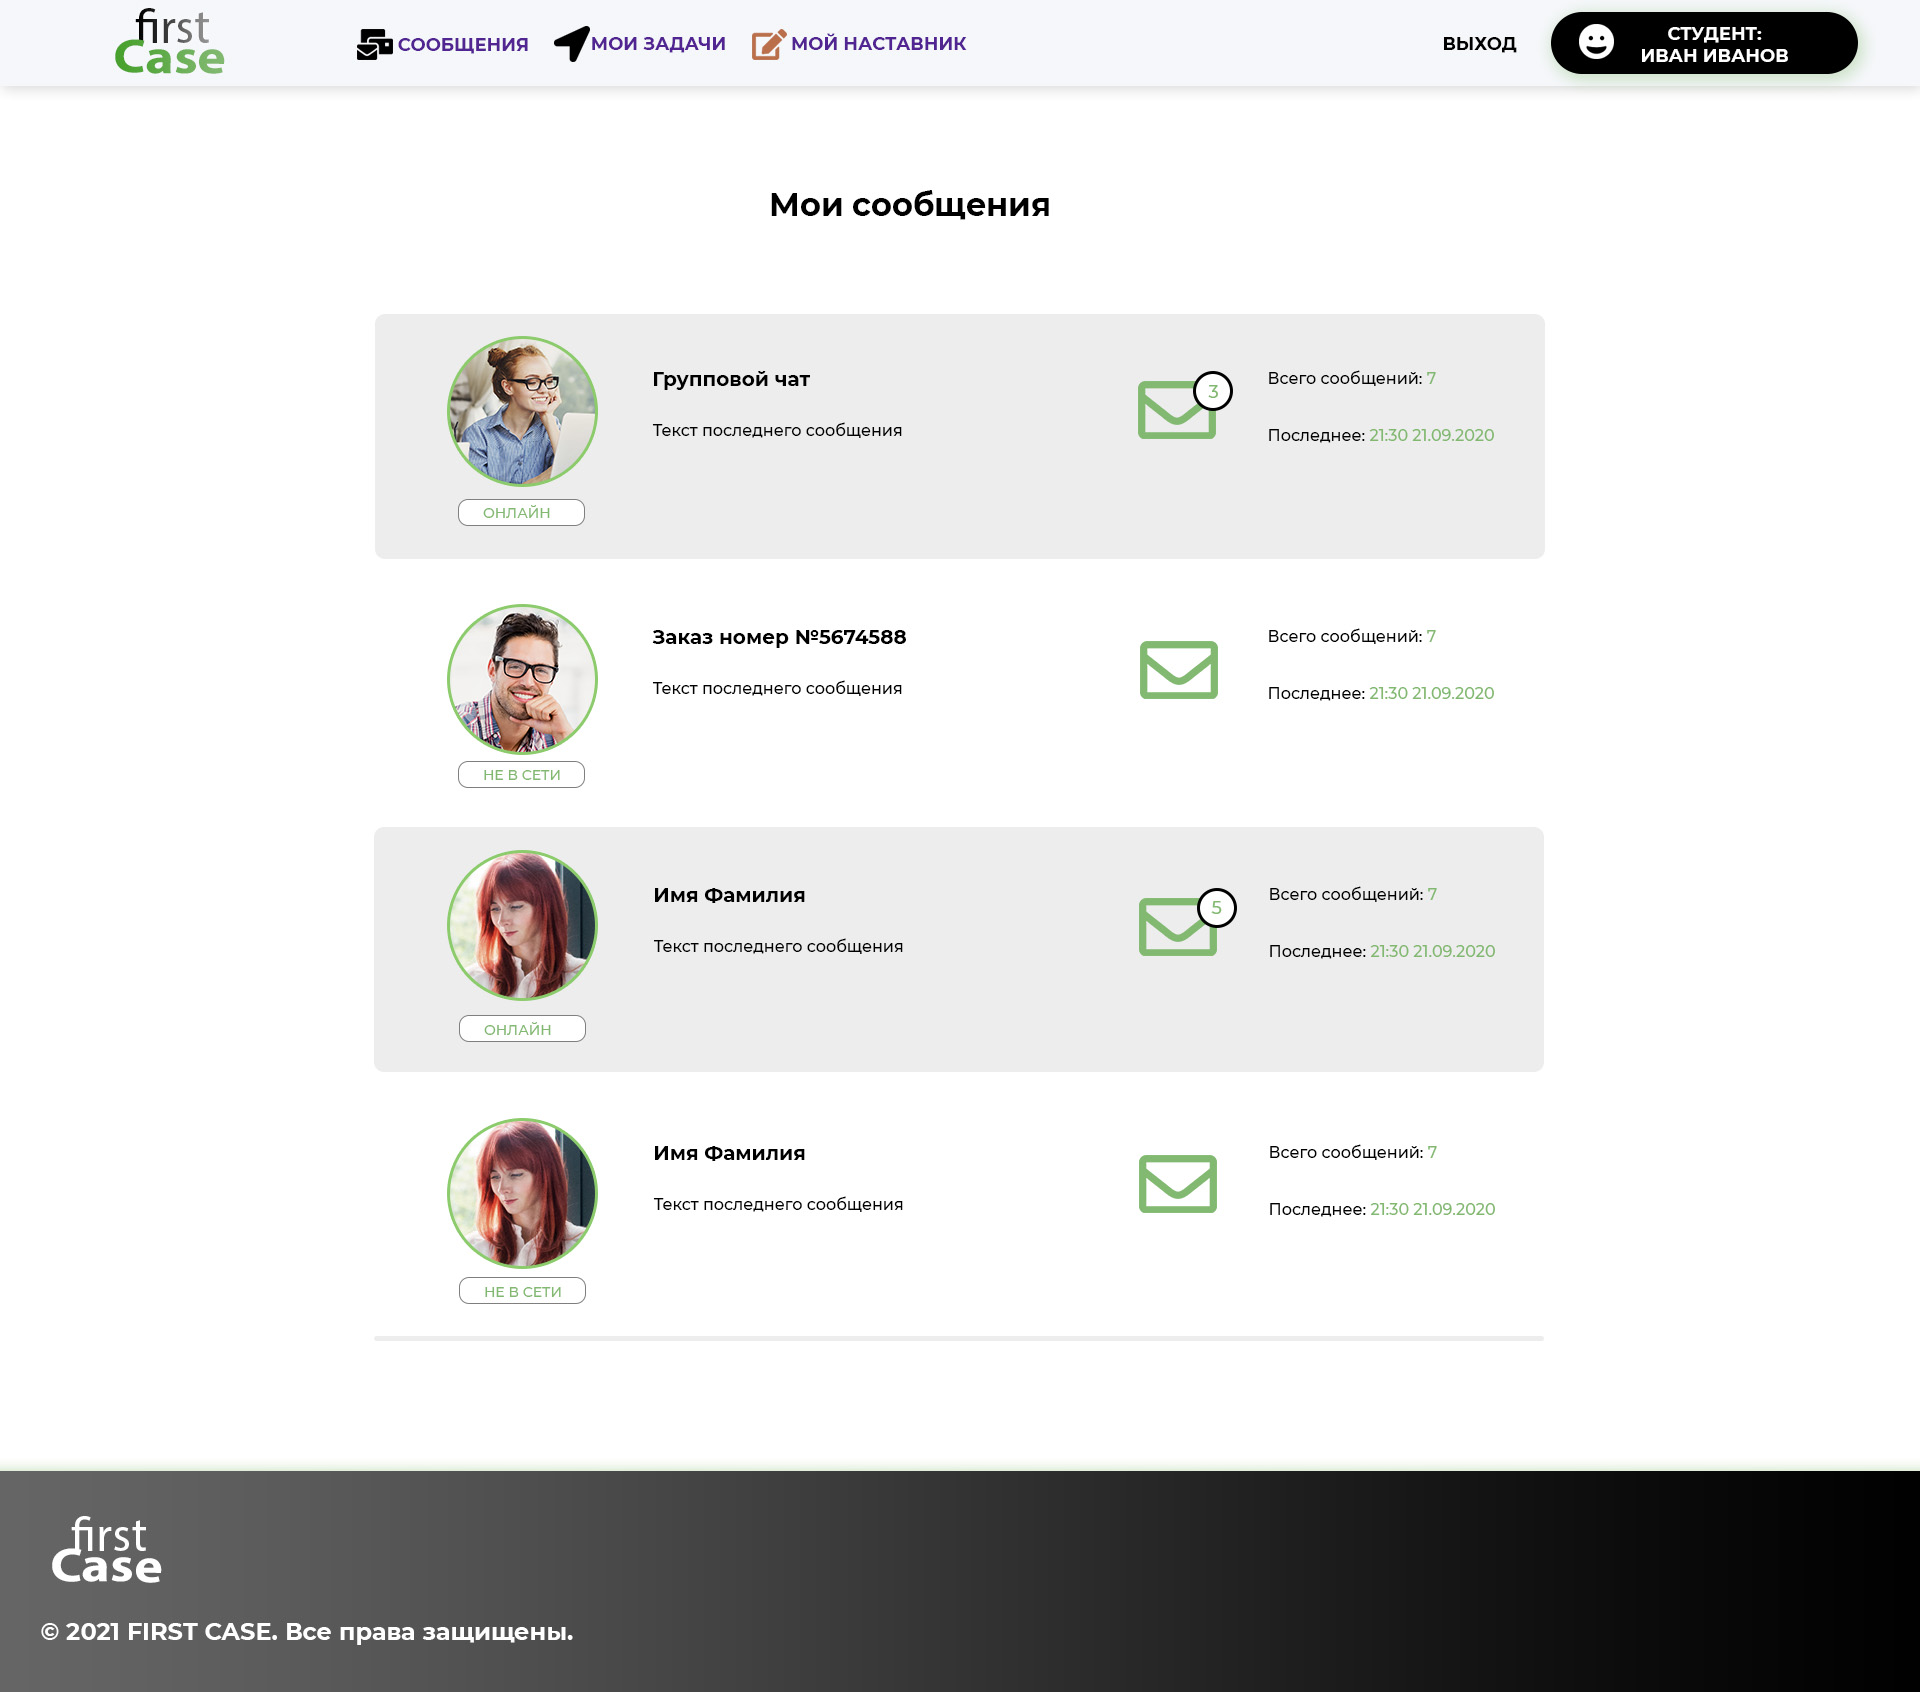 first
Case
СООБЩЕНИЯ
МОИ ЗАДАЧИ
МОЙ НАСТАВНИК
ВЫХОД
СТУДЕНТ:
ИВАН ИВАНОВ
Мои сообщения
Групповой чат
Текст последнего сообщения
3
Всего сообщений: 7
Последнее: 21:30 21.09.2020
ОНЛАЙН
Заказ номер №5674588
Текст последнего сообщения
Всего сообщений: 7
Последнее: 21:30 21.09.2020
НЕ В СЕТИ
Имя Фамилия
Текст последнего сообщения
5
Всего сообщений: 7
Последнее: 21:30 21.09.2020
ОНЛАЙН
Имя Фамилия
Текст последнего сообщения
Всего сообщений: 7
Последнее: 21:30 21.09.2020
НЕ В СЕТИ
first
Case
© 2021 FIRST CASE. Все права защищены.